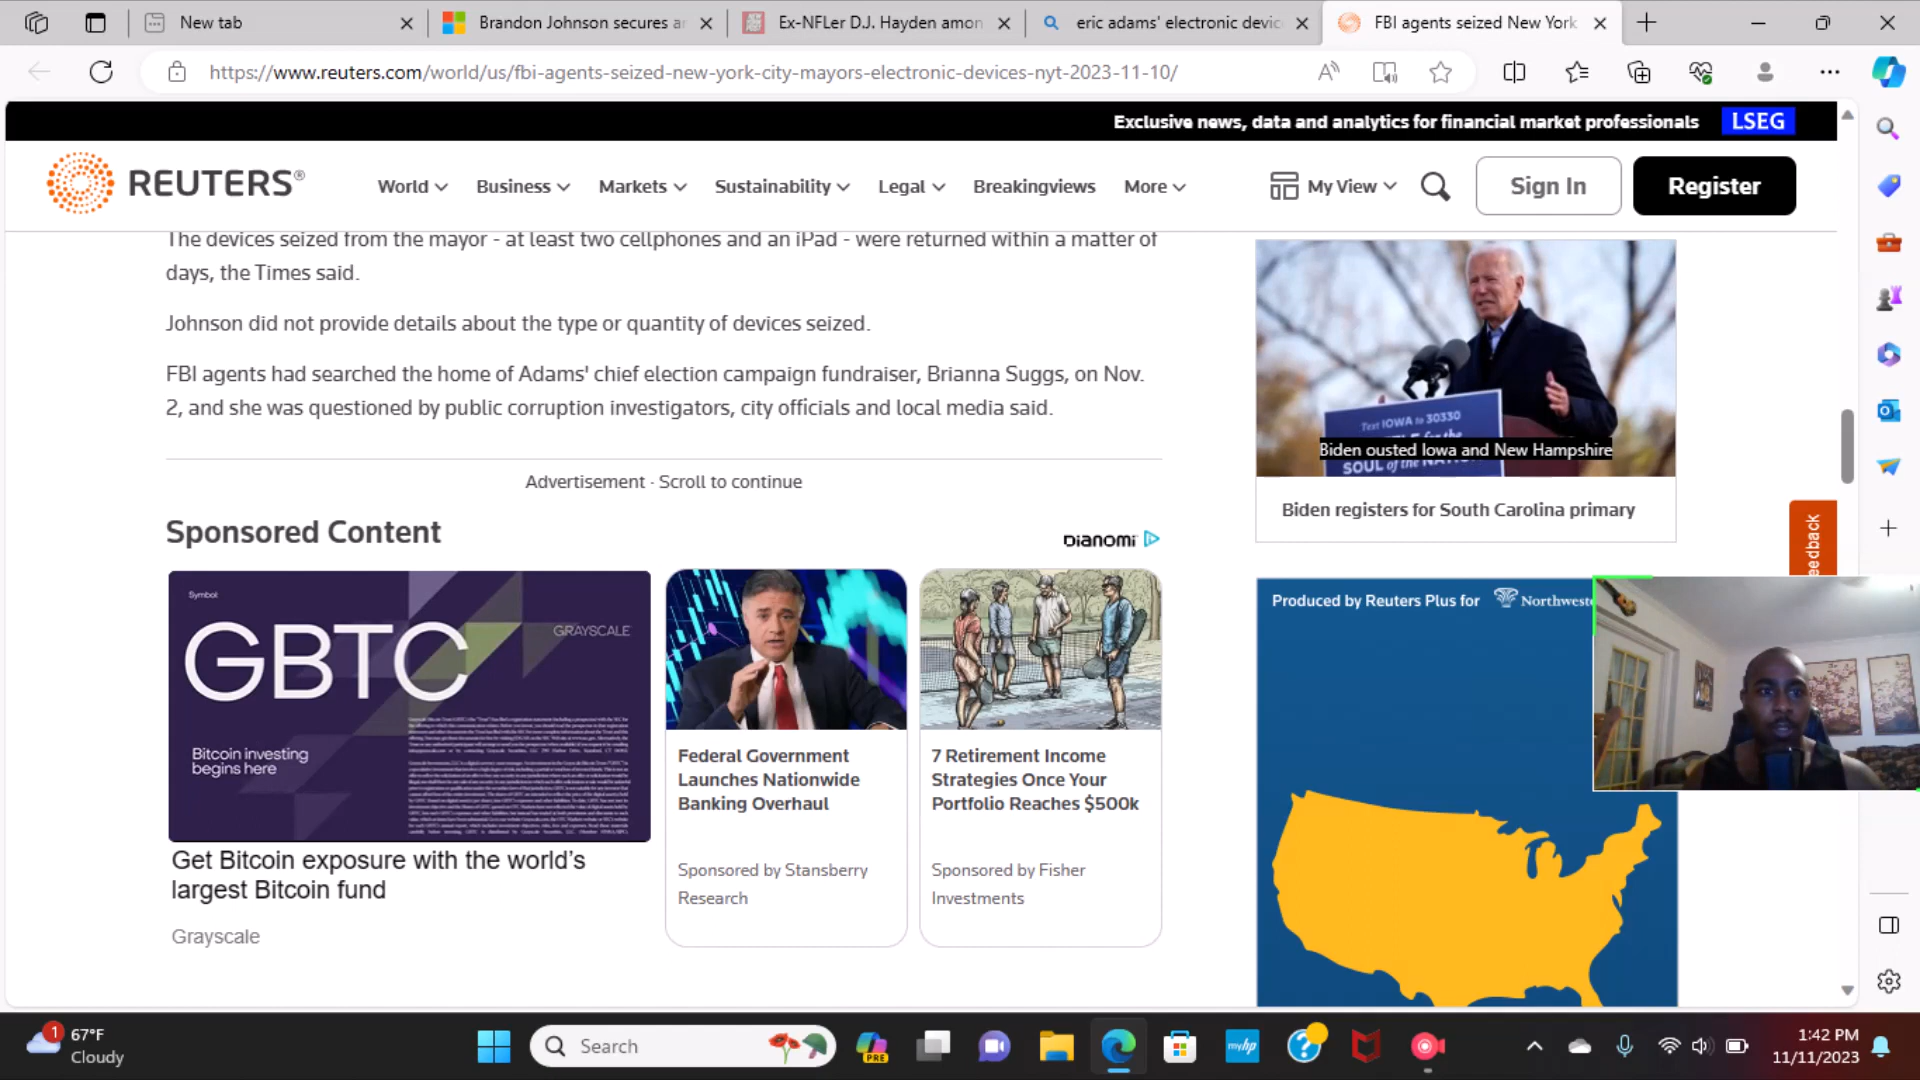 New tab
Brandon Johnson secures a
Ex-NFLer D.J. Hayden amon
eric adams' electronic devic
FBI agents seized New York
https://www.reuters.com/world/us/fbi-agents-seized-new-york-city-mayors-electronic-devices-nyt-2023-11-10/
Exclusive news, data and analytics for financial market professionals
LSEG
REUTERS®
World
Business
Markets
Sustainability
Legal
Breakingviews
More
My View
Sign In
Register
The devices seized from the mayor - at least two cellphones and an iPad - were returned within a matter of
days, the Times said.
Johnson did not provide details about the type or quantity of devices seized.
FBI agents had searched the home of Adams' chief election campaign fundraiser, Brianna Suggs, on Nov.
2, and she was questioned by public corruption investigators, city officials and local media said.
Advertisement · Scroll to continue
Sponsored Content
DIANOMI
Symbol
GBTC
GRAYSCALE
Bitcoin investing
begins here
Get Bitcoin exposure with the world's
largest Bitcoin fund
Grayscale
Federal Government
Launches Nationwide
Banking Overhaul
Sponsored by Stansberry
Research
7 Retirement Income
Strategies Once Your
Portfolio Reaches $500k
Sponsored by Fisher
Investments
Text IOWA to 30330
for the
SOUL of the NATION
Biden ousted Iowa and New Hampshire
Biden registers for South Carolina primary
eedback
Produced by Reuters Plus for
Northweste
1
67°F
Cloudy
Search
PRE
myhp
1:42 PM
11/11/2023